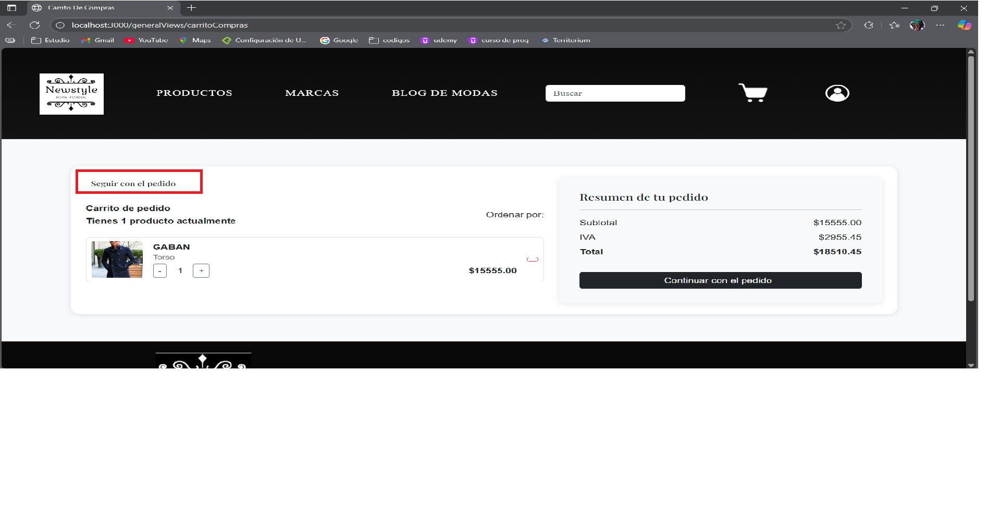 Carrito De Compras
localhost:3000/generalViews/carritoCompras
Estudio Gmail YouTube Maps Configuración de U... Google codigos udemy curso de prog Territorium
Newstyle
ROPA FORMAL
PRODUCTOS MARCAS BLOG DE MODAS Buscar
Seguir con el pedido
Carrito de pedido
Tienes 1 producto actualmente
Ordenar por:
GABAN
Torso
- 1 +
$15555.00
Resumen de tu pedido
Subtotal $15555.00
IVA $2955.45
Total $18510.45
Continuar con el pedido